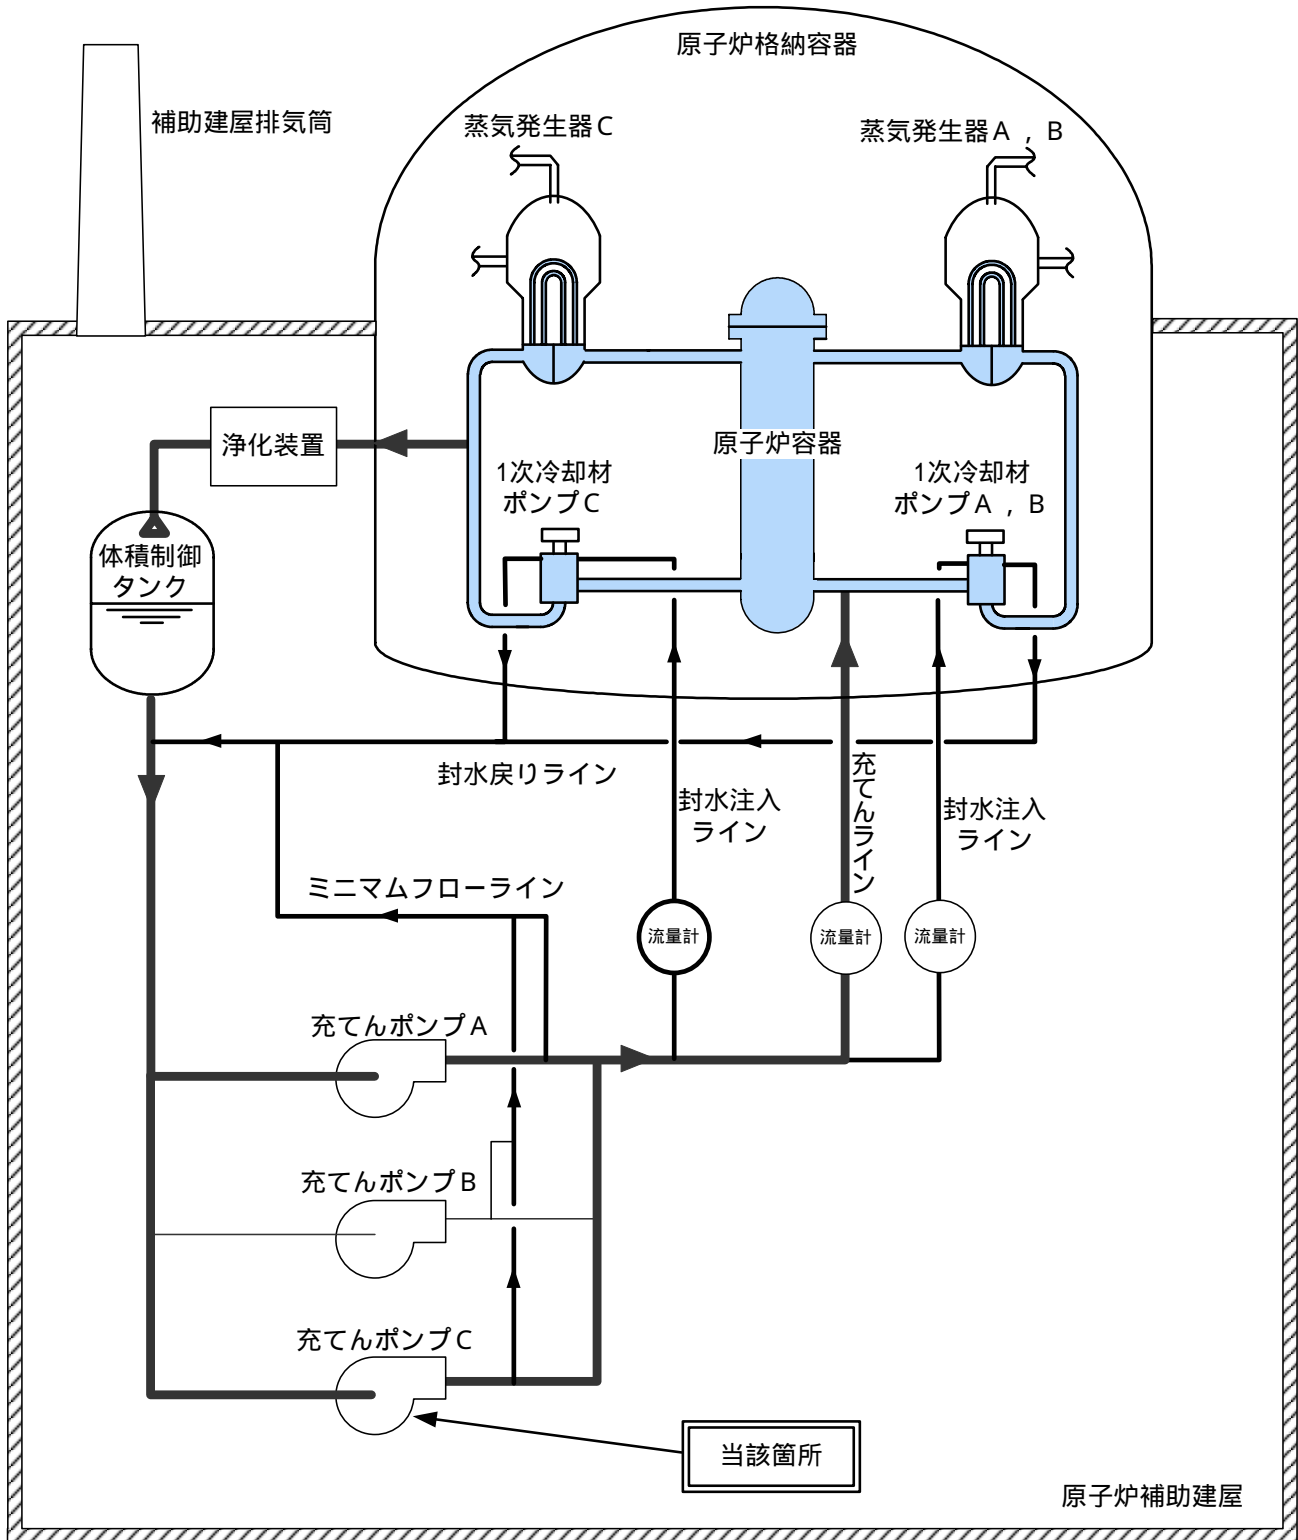 原子炉格納容器
補助建屋排気筒
蒸気発生器C
蒸気発生器A，B
浄化装置
原子炉容器
1次冷却材
ポンプC
1次冷却材
ポンプA，B
体積制御
タンク
封水戻りライン
充てんライン
封水注入
ライン
封水注入
ライン
ミニマムフローライン
流量計
流量計
流量計
充てんポンプA
充てんポンプB
充てんポンプC
当該箇所
原子炉補助建屋